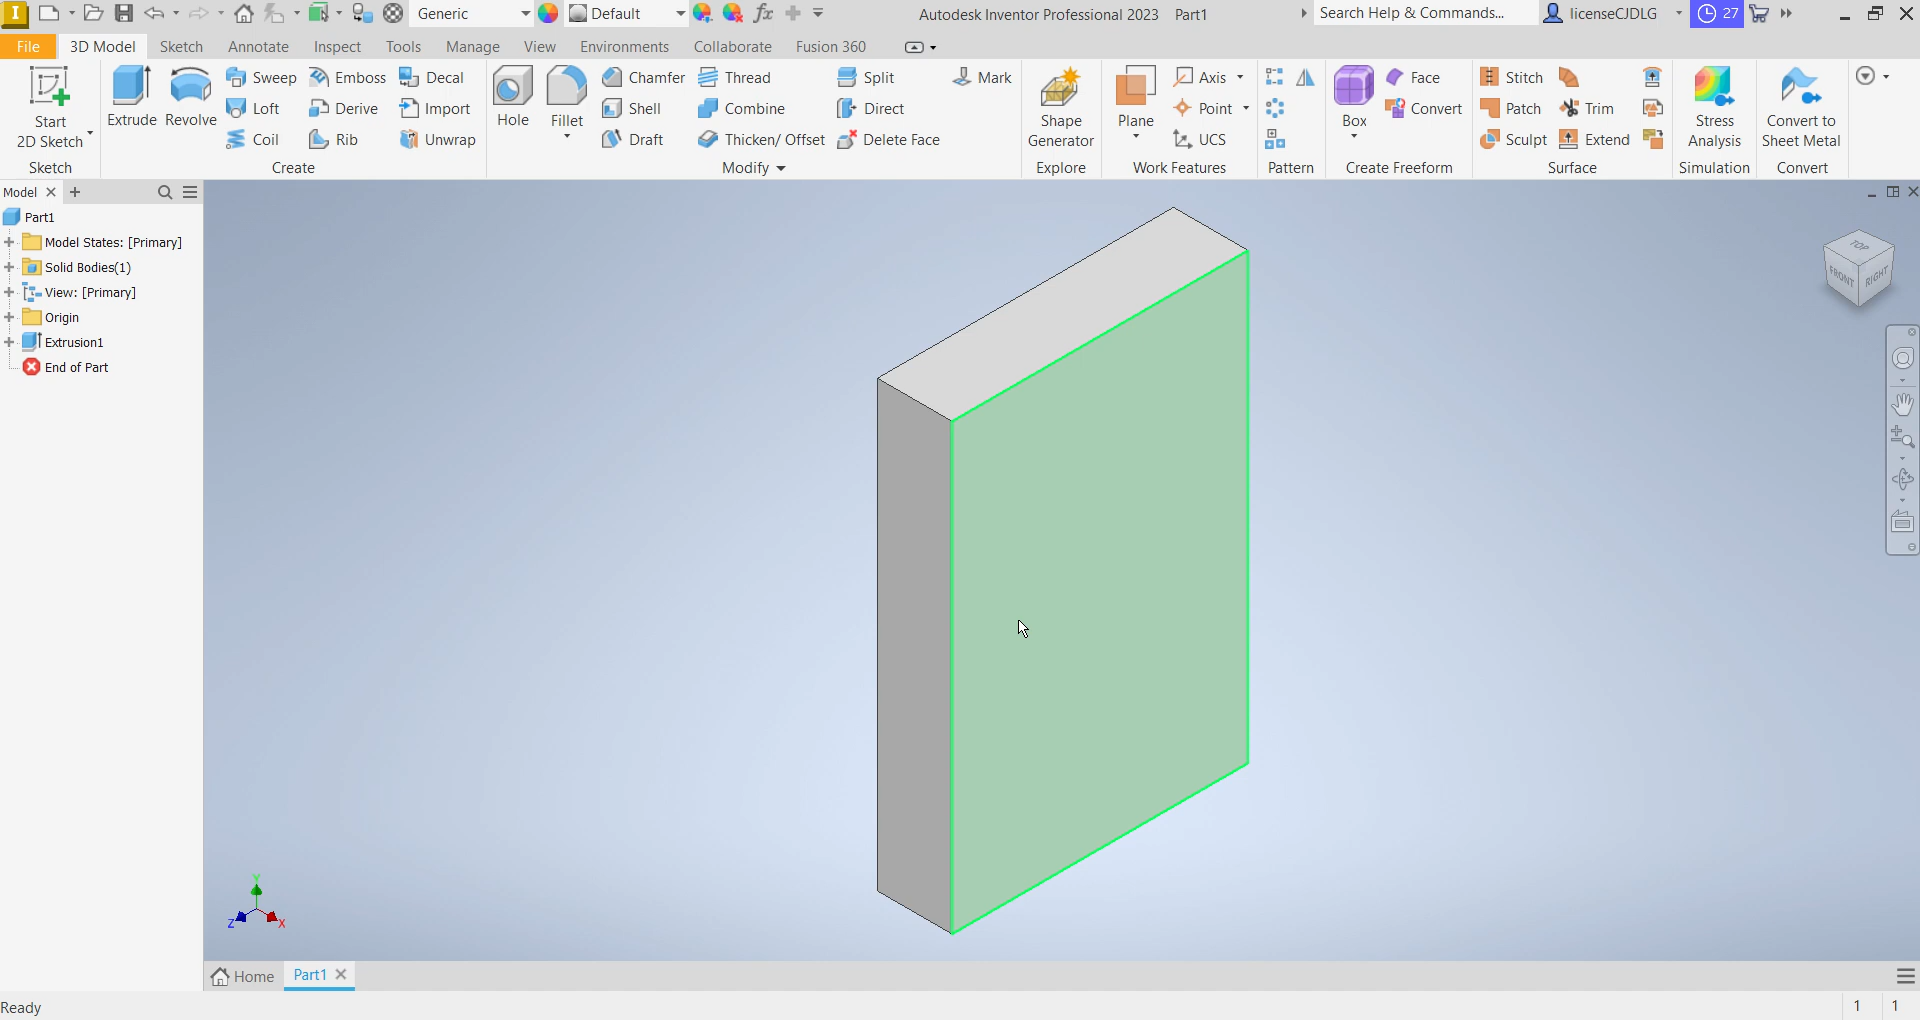 I Generic Default fx Autodesk Inventor Professional 2023 Part1 Search Help & Commands... licenseCJDLG 27
File 3D Model Sketch Annotate Inspect Tools Manage View Environments Collaborate Fusion 360
Start 2D Sketch
Sketch
Extrude Revolve Sweep Loft Coil Emboss Derive Rib Decal Import Unwrap
Create
Hole Fillet Chamfer Shell Draft Thread Combine Thicken/ Offset Split Direct Delete Face Mark
Modify
Shape Generator
Explore
Plane Axis Point UCS
Work Features
Pattern
Box Face Convert
Create Freeform
Stitch Patch Sculpt Trim Extend
Surface
Stress Analysis
Simulation
Convert to Sheet Metal
Convert
Model
Part1
Model States: [Primary]
Solid Bodies(1)
View: [Primary]
Origin
Extrusion1
End of Part
TOP
FRONT RIGHT
Y
Z X
Home Part1
Ready 1 1